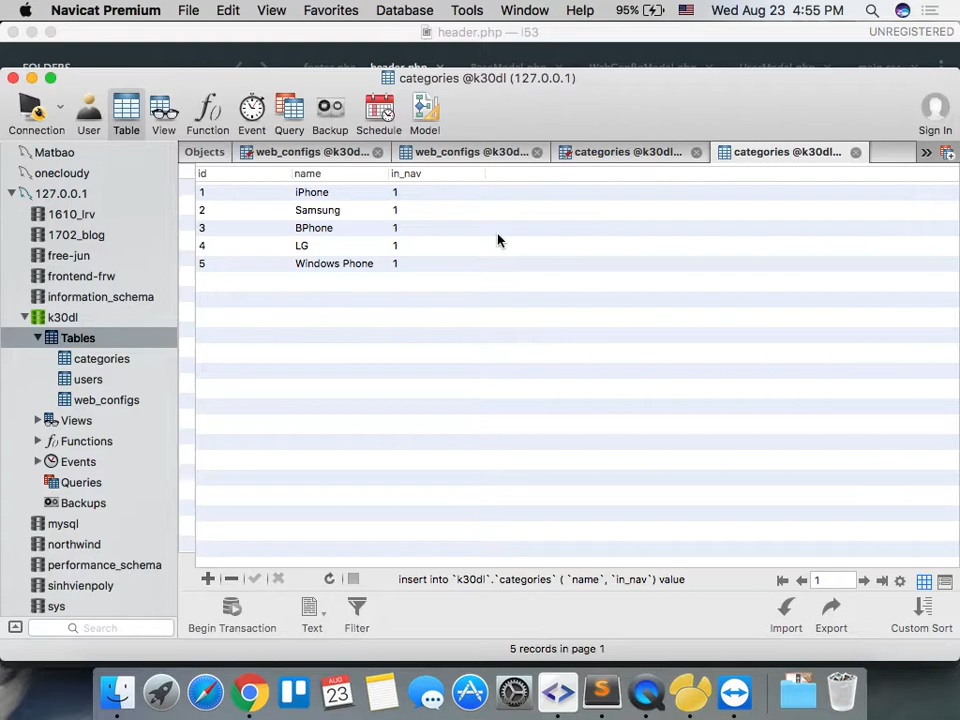 Navicat Premium File Edit View Favorites Database Tools Window Help 95% Wed Aug 23 4:55 PM
header.php — l53 UNREGISTERED
FOLDERS header.php
categories @k30dl (127.0.0.1)
Connection User Table View Function Event Query Backup Schedule Model Sign In
Objects web_configs @k30d... web_configs @k30d... categories @k30dl... categories @k30dl...
Matbao
onecloudy
127.0.0.1
1610_lrv
1702_blog
free-jun
frontend-frw
information_schema
k30dl
Tables
categories
users
web_configs
Views
Functions
Events
Queries
Backups
mysql
northwind
performance_schema
sinhvienpoly
sys
Search
id name in_nav
1 iPhone 1
2 Samsung 1
3 BPhone 1
4 LG 1
5 Windows Phone 1
insert into `k30dl`.`categories` ( `name`, `in_nav`) value 1
Begin Transaction Text Filter Import Export Custom Sort
5 records in page 1
AUG
23